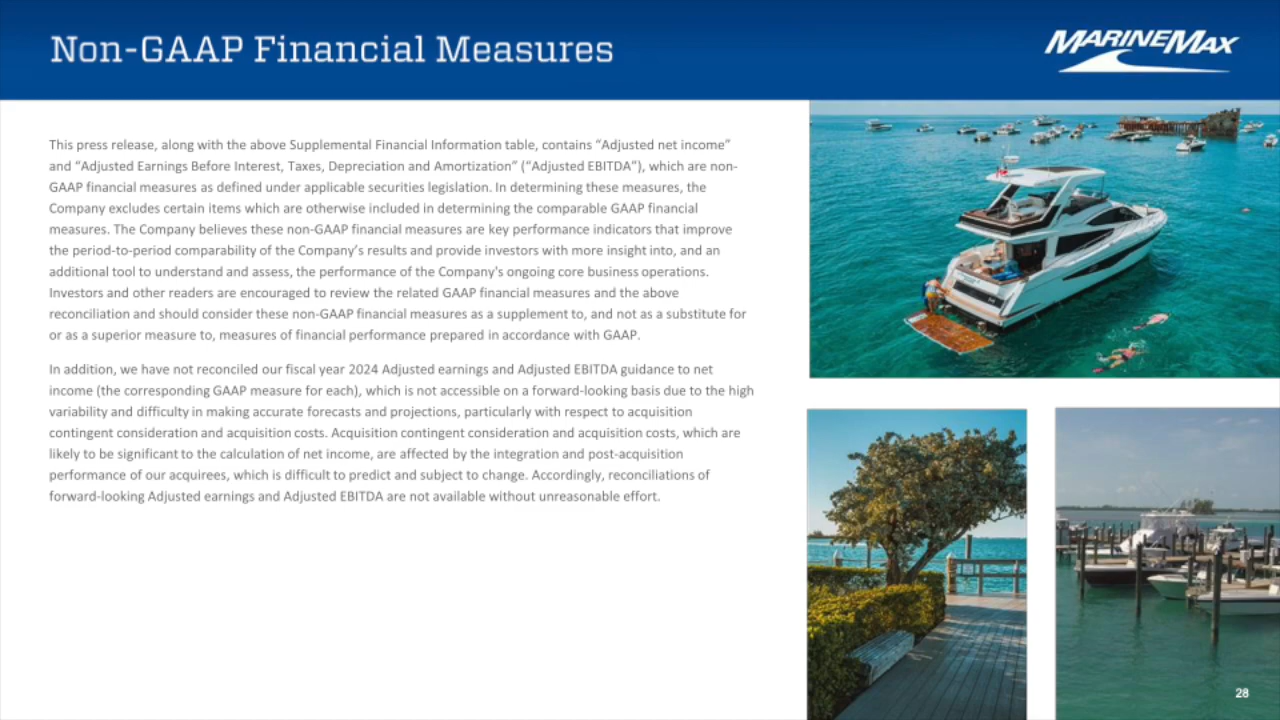 Non-GAAP Financial Measures
MARINEMAX
This press release, along with the above Supplemental Financial Information table, contains “Adjusted net income”
and “Adjusted Earnings Before Interest, Taxes, Depreciation and Amortization” (“Adjusted EBITDA”), which are non-
GAAP financial measures as defined under applicable securities legislation. In determining these measures, the
Company excludes certain items which are otherwise included in determining the comparable GAAP financial
measures. The Company believes these non-GAAP financial measures are key performance indicators that improve
the period-to-period comparability of the Company’s results and provide investors with more insight into, and an
additional tool to understand and assess, the performance of the Company's ongoing core business operations.
Investors and other readers are encouraged to review the related GAAP financial measures and the above
reconciliation and should consider these non-GAAP financial measures as a supplement to, and not as a substitute for
or as a superior measure to, measures of financial performance prepared in accordance with GAAP.
In addition, we have not reconciled our fiscal year 2024 Adjusted earnings and Adjusted EBITDA guidance to net
income (the corresponding GAAP measure for each), which is not accessible on a forward-looking basis due to the high
variability and difficulty in making accurate forecasts and projections, particularly with respect to acquisition
contingent consideration and acquisition costs. Acquisition contingent consideration and acquisition costs, which are
likely to be significant to the calculation of net income, are affected by the integration and post-acquisition
performance of our acquirees, which is difficult to predict and subject to change. Accordingly, reconciliations of
forward-looking Adjusted earnings and Adjusted EBITDA are not available without unreasonable effort.
28